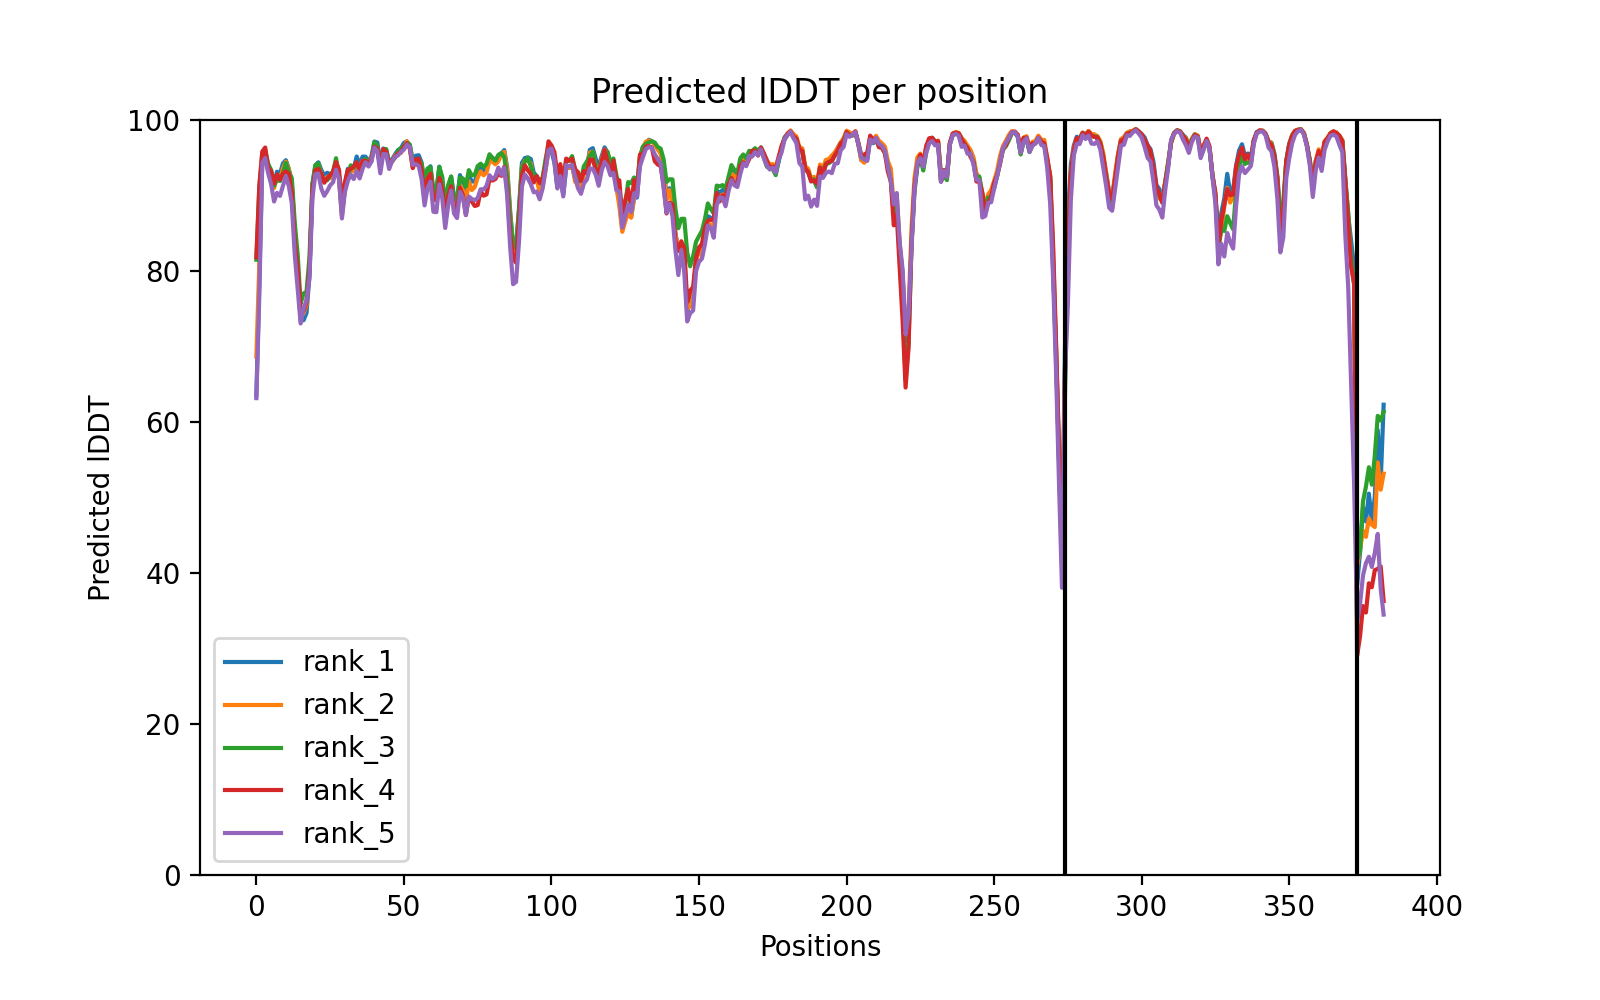 Predicted lDDT per position
100
80
60
40
20
0
Predicted lDDT
rank_1
rank_2
rank_3
rank_4
rank_5
0 50 100 150 200 250 300 350 400
Positions